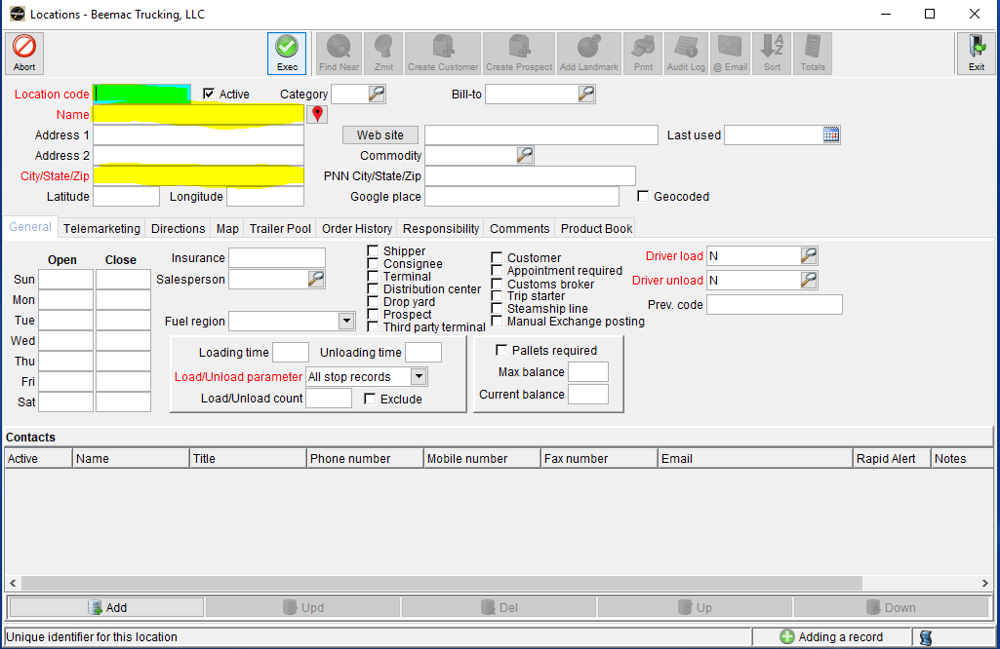 Locations - Beemac Trucking, LLC
Abort Exec Find Near Zmit Create Customer Create Prospect Add Landmark Print Audit Log @ Email Sort Totals Exit
Location code Active Category Bill-to
Name
Address 1 Web site Last used
Address 2 Commodity
City/State/Zip PNN City/State/Zip
Latitude Longitude Google place Geocoded
General Telemarketing Directions Map Trailer Pool Order History Responsibility Comments Product Book
Open Close
Sun
Mon
Tue
Wed
Thu
Fri
Sat
Insurance
Salesperson
Fuel region
Shipper
Consignee
Terminal
Distribution center
Drop yard
Prospect
Third party terminal
Customer
Appointment required
Customs broker
Trip starter
Steamship line
Manual Exchange posting
Driver load N
Driver unload N
Prev. code
Loading time Unloading time
Load/Unload parameter All stop records
Load/Unload count Exclude
Pallets required
Max balance
Current balance
Contacts
Active Name Title Phone number Mobile number Fax number Email Rapid Alert Notes
Add Upd Del Up Down
Unique identifier for this location Adding a record